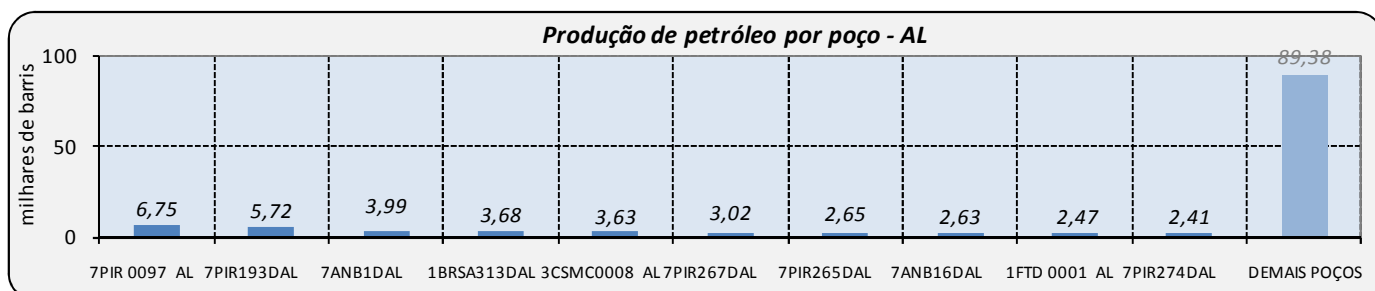 Produção de petróleo por poço - AL
milhares de barris
100
50
0
6,75 5,72 3,99 3,68 3,63 3,02 2,65 2,63 2,47 2,41 89,38
7PIR 0097 AL 7PIR193DAL 7ANB1DAL 1BRSA313DAL 3CSMC0008 AL 7PIR267DAL 7PIR265DAL 7ANB16DAL 1FTD 0001 AL 7PIR274DAL DEMAIS POÇOS